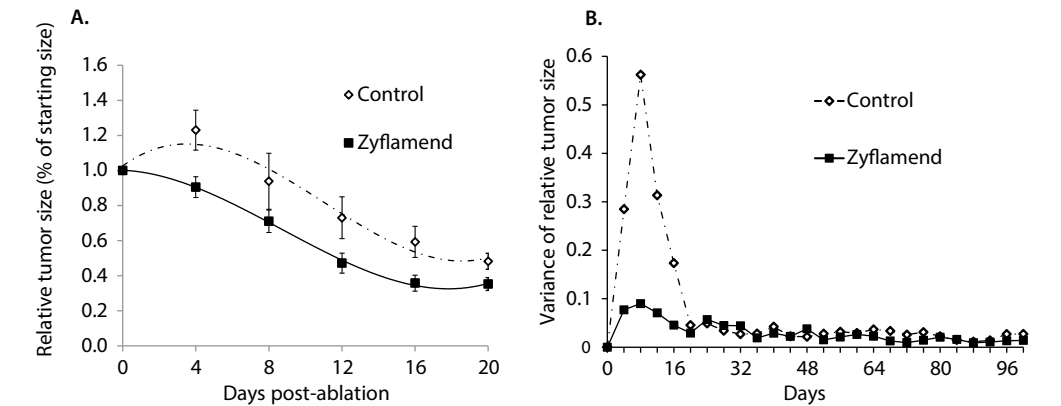 A.
Relative tumor size (% of starting size)
1.6
1.4
1.2
1.0
0.8
0.6
0.4
0.2
0.0
0 4 8 12 16 20
Days post-ablation
Control
Zyflamend
B.
Variance of relative tumor size
0.6
0.5
0.4
0.3
0.2
0.1
0
0 16 32 48 64 80 96
Days
Control
Zyflamend